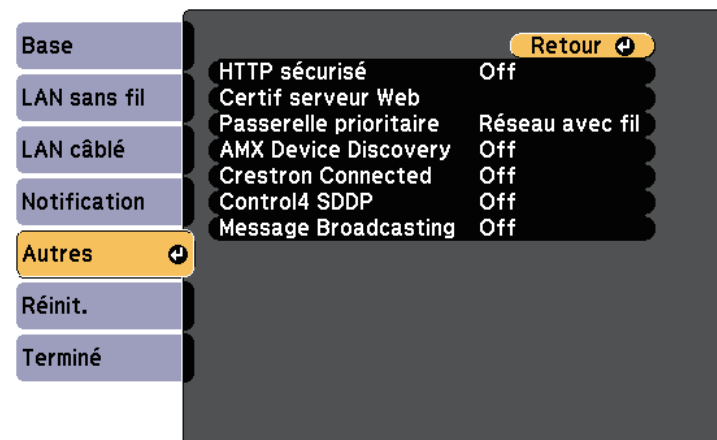 Base
LAN sans fil
LAN câblé
Notification
Autres
Réinit.
Terminé
Retour
HTTP sécurisé Off
Certif serveur Web
Passerelle prioritaire Réseau avec fil
AMX Device Discovery Off
Crestron Connected Off
Control4 SDDP Off
Message Broadcasting Off